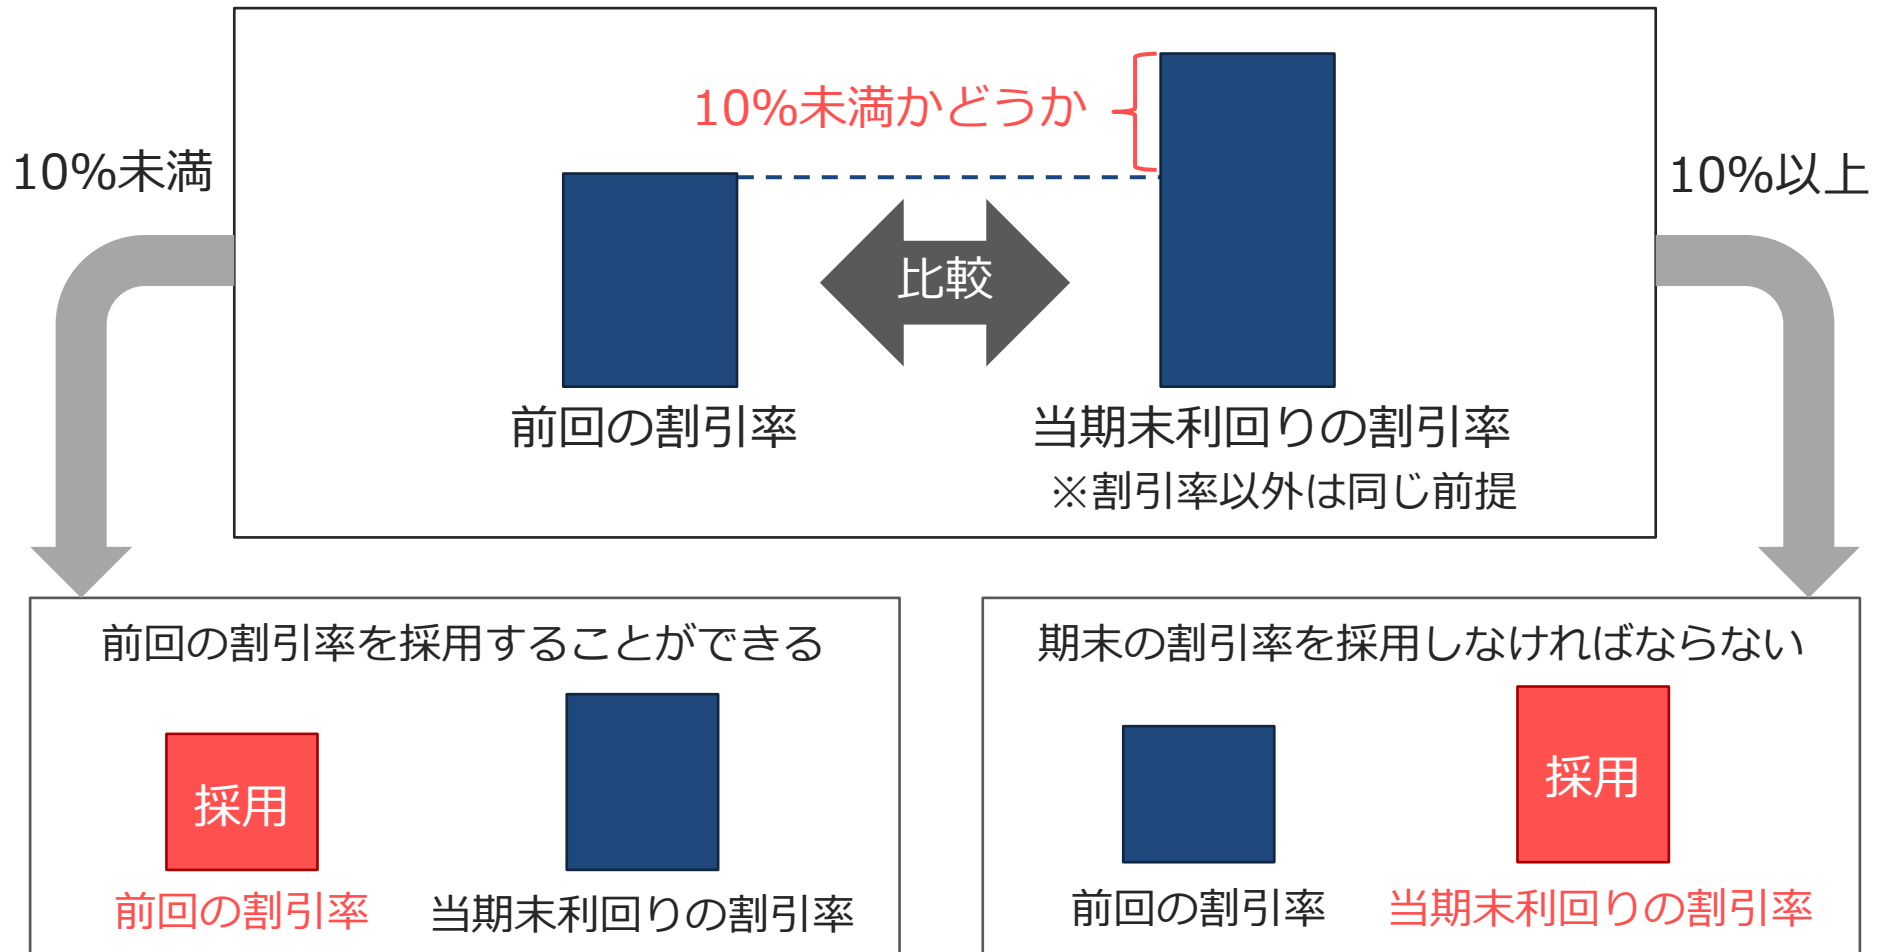 10%未満かどうか
10%未満
10%以上
比較
前回の割引率
当期末利回りの割引率
※割引率以外は同じ前提
前回の割引率を採用することができる
採用
前回の割引率
当期末利回りの割引率
期末の割引率を採用しなければならない
採用
前回の割引率
当期末利回りの割引率